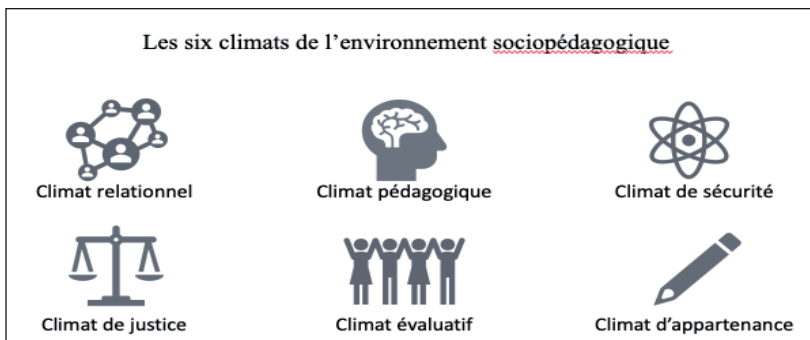 Les six climats de l’environnement sociopédagogique
Climat relationnel
Climat pédagogique
Climat de sécurité
Climat de justice
Climat évaluatif
Climat d’appartenance